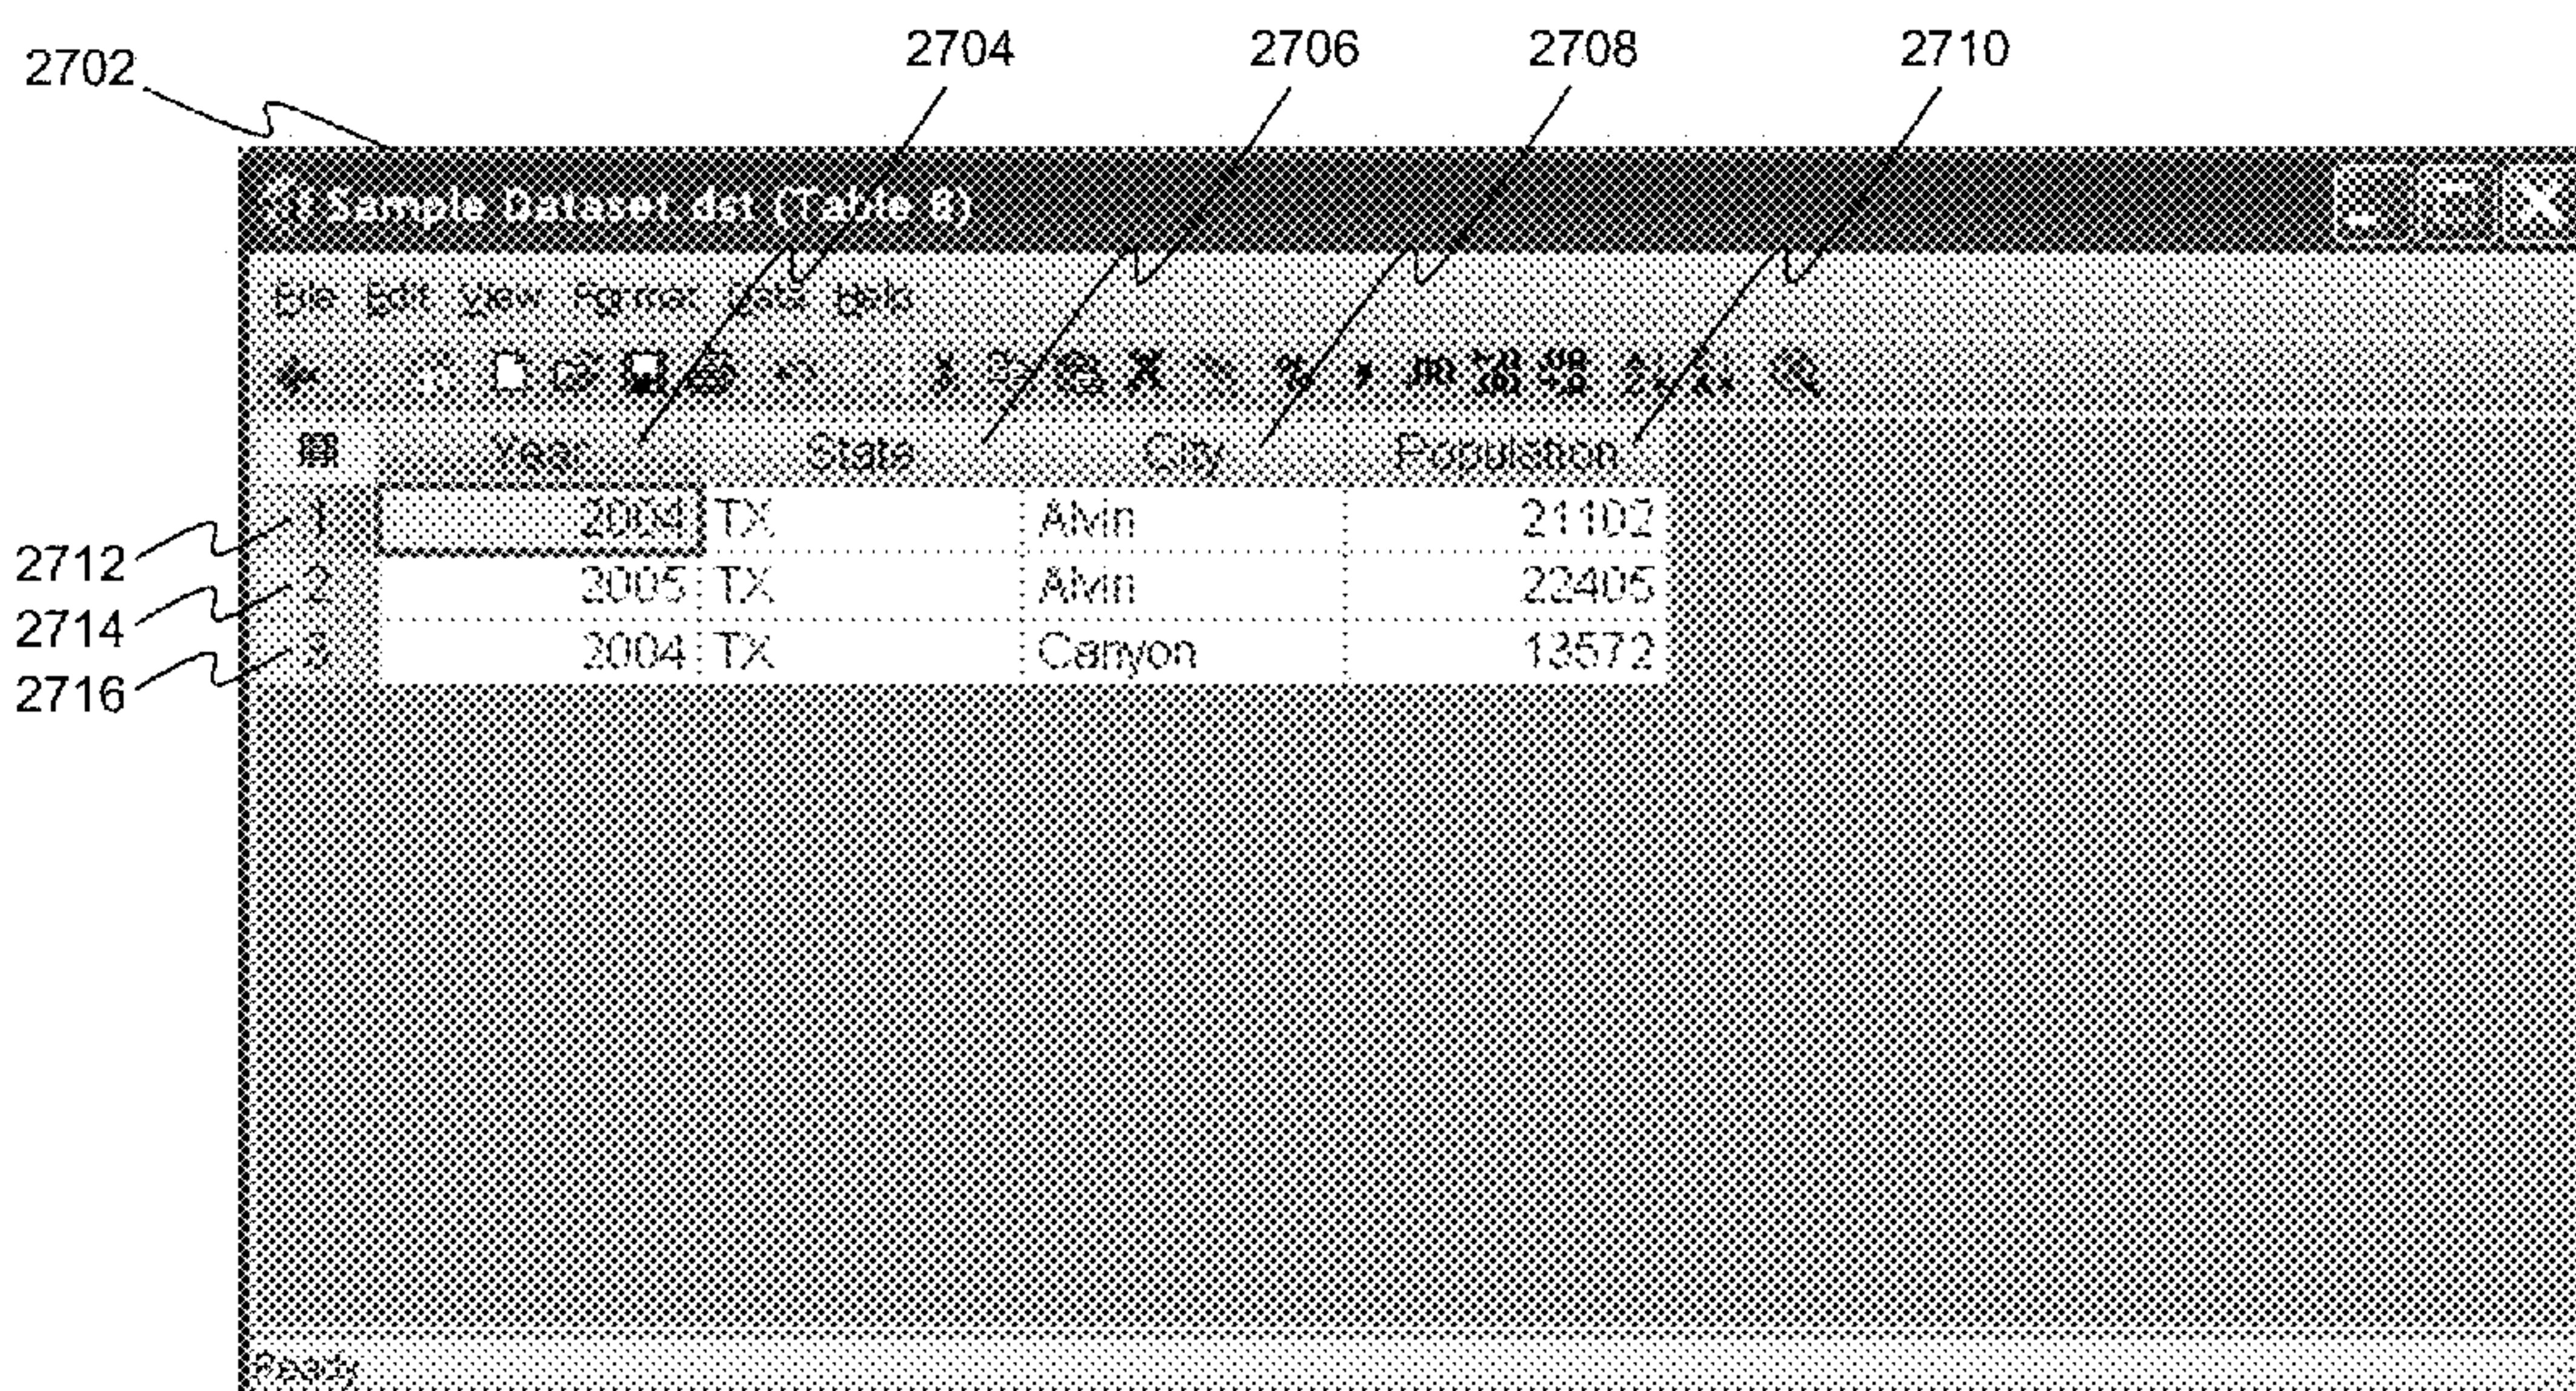 2702 2704 2706 2708 2710
Sample Dataset.dst (Table 8)
File Edit View Format Data Help
Year State City Population
1 2004 TX Alvin 21102
2712
2 2005 TX Alvin 22405
2714
3 2004 TX Canyon 13572
2716
Ready